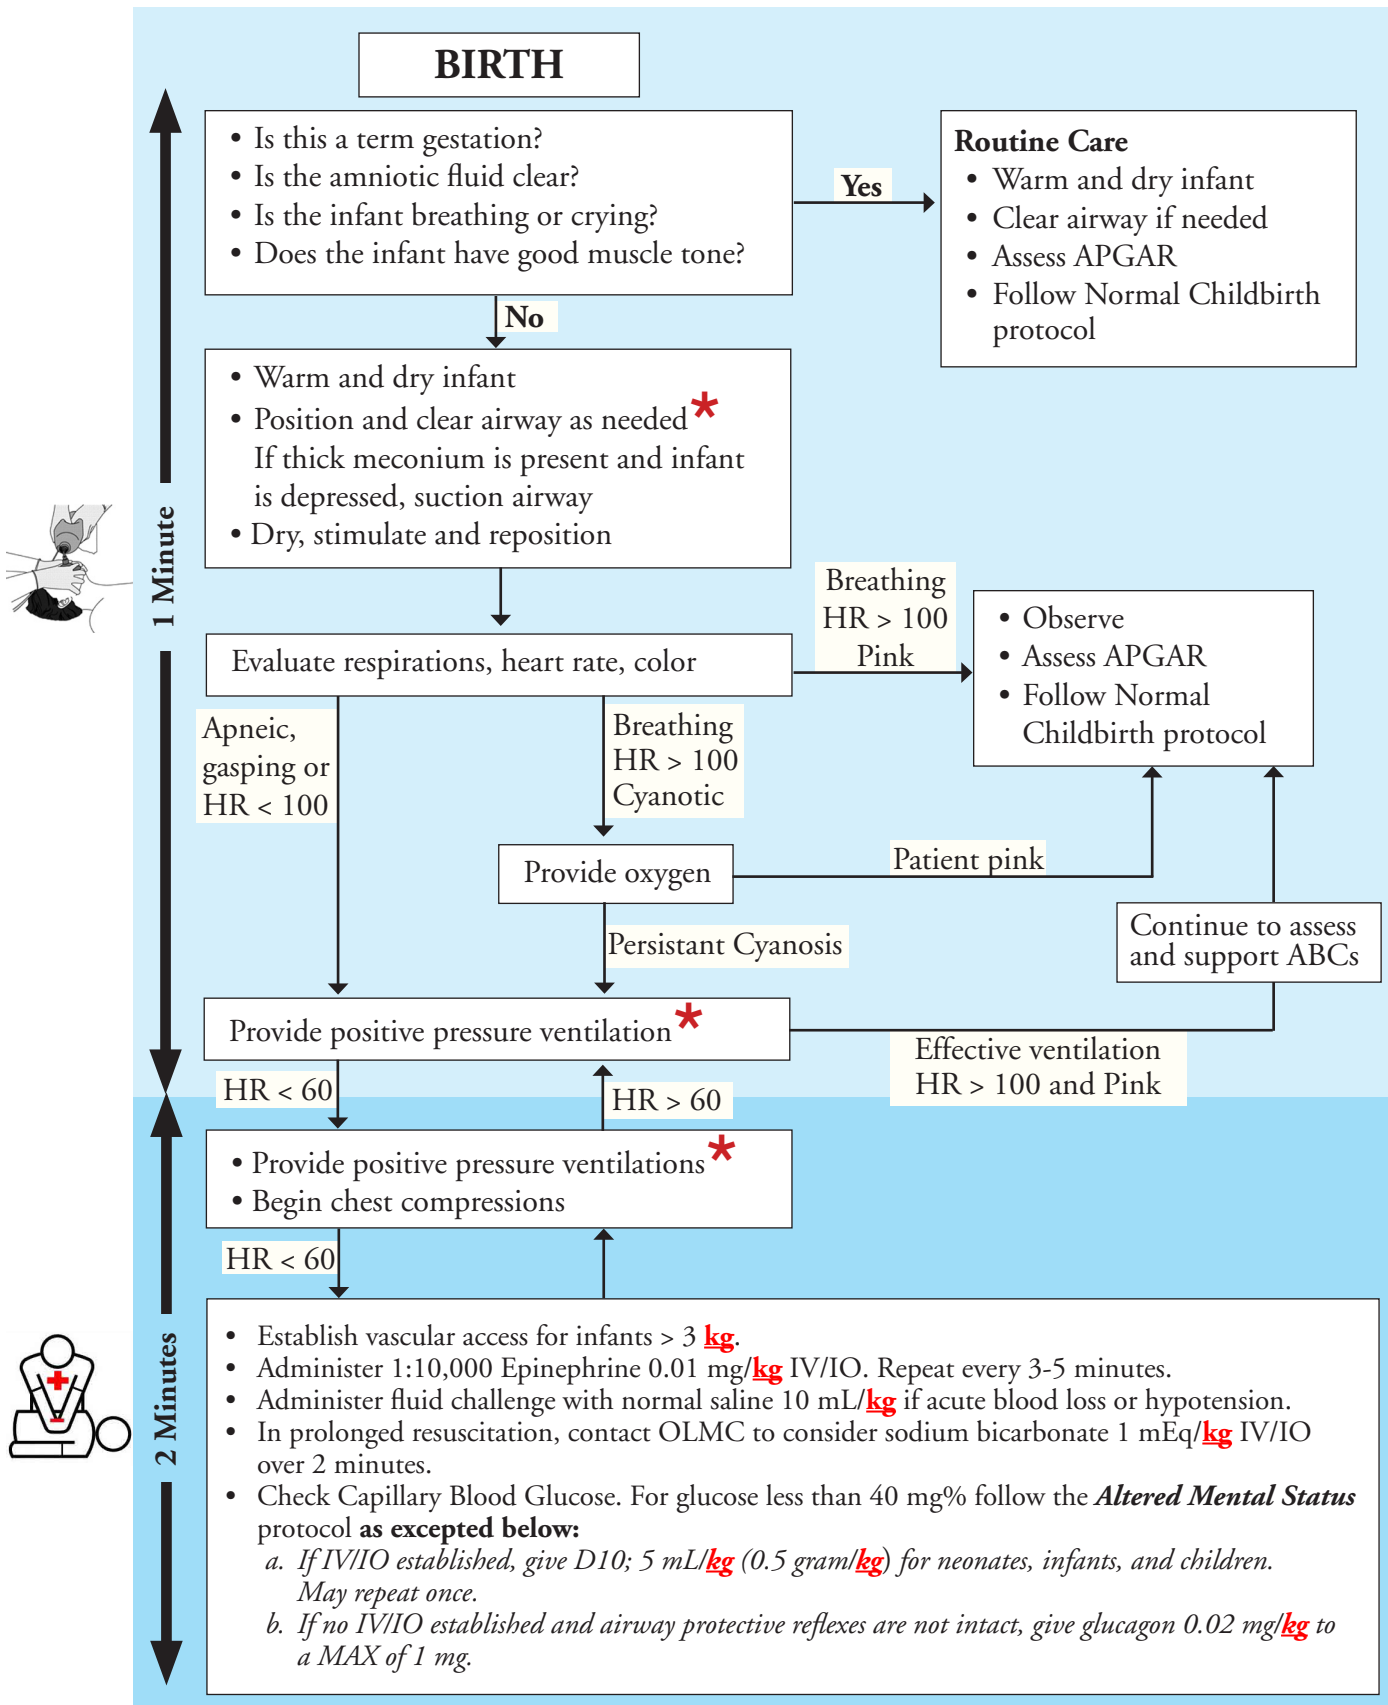 BIRTH
• Is this a term gestation?
• Is the amniotic fluid clear?
• Is the infant breathing or crying?
• Does the infant have good muscle tone?
Yes
Routine Care
• Warm and dry infant
• Clear airway if needed
• Assess APGAR
• Follow Normal Childbirth
protocol
No
• Warm and dry infant
• Position and clear airway as needed*
If thick meconium is present and infant
is depressed, suction airway
• Dry, stimulate and reposition
1 Minute
Evaluate respirations, heart rate, color
Breathing
HR > 100
Pink
• Observe
• Assess APGAR
• Follow Normal
Childbirth protocol
Apneic,
gasping or
HR < 100
Breathing
HR > 100
Cyanotic
Provide oxygen
Patient pink
Persistant Cyanosis
Continue to assess
and support ABCs
Provide positive pressure ventilation*
Effective ventilation
HR > 100 and Pink
HR < 60
HR > 60
• Provide positive pressure ventilations*
• Begin chest compressions
HR < 60
2 Minutes
• Establish vascular access for infants > 3 kg.
• Administer 1:10,000 Epinephrine 0.01 mg/kg IV/IO. Repeat every 3-5 minutes.
• Administer fluid challenge with normal saline 10 mL/kg if acute blood loss or hypotension.
• In prolonged resuscitation, contact OLMC to consider sodium bicarbonate 1 mEq/kg IV/IO
over 2 minutes.
• Check Capillary Blood Glucose. For glucose less than 40 mg% follow the Altered Mental Status
protocol as excepted below:
a. If IV/IO established, give D10; 5 mL/kg (0.5 gram/kg) for neonates, infants, and children.
May repeat once.
b. If no IV/IO established and airway protective reflexes are not intact, give glucagon 0.02 mg/kg to
a MAX of 1 mg.